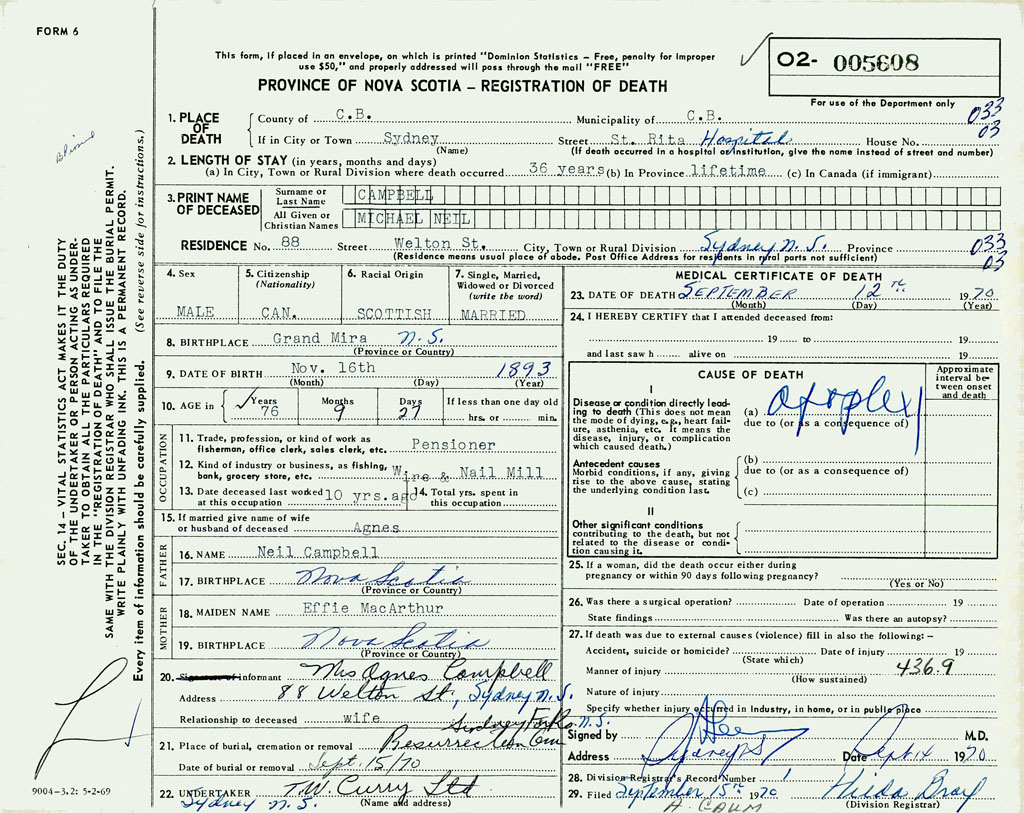 FORM 6
This form, if placed in an envelope, on which is printed "Dominion Statistics – Free, penalty for improper
use $50," and properly addressed will pass through the mail "FREE"
O2- 005608
PROVINCE OF NOVA SCOTIA – REGISTRATION OF DEATH
For use of the Department only
1. PLACE OF DEATH
County of C.B. Municipality of C.B. 033
03
If in City or Town Sydney Street St. Rita Hospital House No.
(Name) (If death occurred in a hospital or institution, give the name instead of street and number)
2. LENGTH OF STAY (in years, months and days)
(a) In City, Town or Rural Division where death occurred 36 years (b) In Province lifetime (c) In Canada (if immigrant)
3. PRINT NAME OF DECEASED
Surname or Last Name CAMPBELL
All Given or Christian Names MICHAEL NEIL
RESIDENCE No. 88 Street Welton St. City, Town or Rural Division Sydney N.S. Province 033
03
(Residence means usual place of abode. Post Office Address for residents in rural parts not sufficient)
4. Sex
MALE
5. Citizenship
(Nationality)
CAN.
6. Racial Origin
SCOTTISH
7. Single, Married,
Widowed or Divorced
(write the word)
MARRIED
8. BIRTHPLACE Grand Mira N.S.
(Province or Country)
9. DATE OF BIRTH Nov. 16th 1893
(Month) (Day) (Year)
10. AGE in Years Months Days If less than one day old
76 9 27 hrs. or min.
OCCUPATION
11. Trade, profession, or kind of work as
fisherman, office clerk, sales clerk, etc. Pensioner
12. Kind of industry or business, as fishing,
bank, grocery store, etc. Wire & Nail Mill
13. Date deceased last worked
at this occupation 10 yrs.ago
14. Total yrs. spent in
this occupation
15. If married give name of wife
or husband of deceased Agnes
FATHER
16. NAME Neil Campbell
17. BIRTHPLACE Nova Scotia
(Province or Country)
MOTHER
18. MAIDEN NAME Effie MacArthur
19. BIRTHPLACE Nova Scotia
(Province or Country)
20. Signature of informant Mrs Agnes Campbell
Address 88 Welton St., Sydney N.S.
Relationship to deceased wife
Sydney Forks N.S.
21. Place of burial, cremation or removal Resurrection Cem
Date of burial or removal Sept. 15/70
22. UNDERTAKER T.W. Curry Ltd
Sydney N.S. (Name and address)
MEDICAL CERTIFICATE OF DEATH
23. DATE OF DEATH SEPTEMBER 12th 1970
(Month) (Day) (Year)
24. I HEREBY CERTIFY that I attended deceased from:
19 to 19
and last saw h alive on 19
CAUSE OF DEATH
Approximate
interval be-
tween onset
and death
I
Disease or condition directly lead-
ing to death (This does not mean
the mode of dying, e.g., heart fail-
ure, asthenia, etc. It means the
disease, injury, or complication
which caused death.)
(a) apoplexy
due to (or as a consequence of)
Antecedent causes
Morbid conditions, if any, giving
rise to the above cause, stating
the underlying condition last.
(b)
due to (or as a consequence of)
(c)
II
Other significant conditions
contributing to the death, but not
related to the disease or condi-
tion causing it.
25. If a woman, did the death occur either during
pregnancy or within 90 days following pregnancy?
(Yes or No)
26. Was there a surgical operation? Date of operation 19
State findings Was there an autopsy?
27. If death was due to external causes (violence) fill in also the following: –
Accident, suicide or homicide? Date of injury 19
(State which)
Manner of injury 436.9
(How sustained)
Nature of injury
Specify whether injury occurred in industry, in home, or in public place
Signed by M.D.
Address Sydney NS Date Sept 14 1970
28. Division Registrar's Record Number 1
29. Filed September 15th 1970 Hilda Gray
(Division Registrar)
SEC. 14 – VITAL STATISTICS ACT MAKES IT THE DUTY
OF THE UNDERTAKER OR PERSON ACTING AS UNDER-
TAKER TO OBTAIN ALL THE PARTICULARS REQUIRED
IN THE "REGISTRATION OF DEATH" AND TO FILE THE
SAME WITH THE DIVISION REGISTRAR WHO SHALL ISSUE THE BURIAL PERMIT.
WRITE PLAINLY WITH UNFADING INK. THIS IS A PERMANENT RECORD.
Every item of information should be carefully supplied. (See reverse side for instructions.)
9004-3.2: 5-2-69